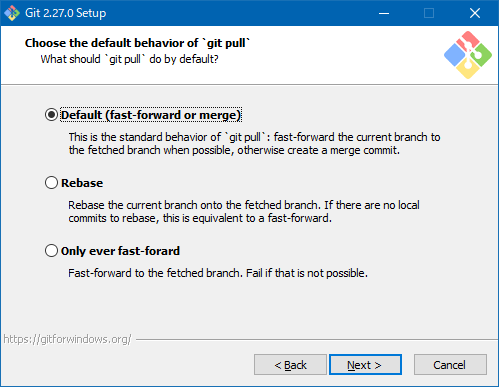 Git 2.27.0 Setup
Choose the default behavior of `git pull`
What should `git pull` do by default?
Default (fast-forward or merge)
This is the standard behavior of `git pull`: fast-forward the current branch to
the fetched branch when possible, otherwise create a merge commit.
Rebase
Rebase the current branch onto the fetched branch. If there are no local
commits to rebase, this is equivalent to a fast-forward.
Only ever fast-forard
Fast-forward to the fetched branch. Fail if that is not possible.
https://gitforwindows.org/
< Back
Next >
Cancel